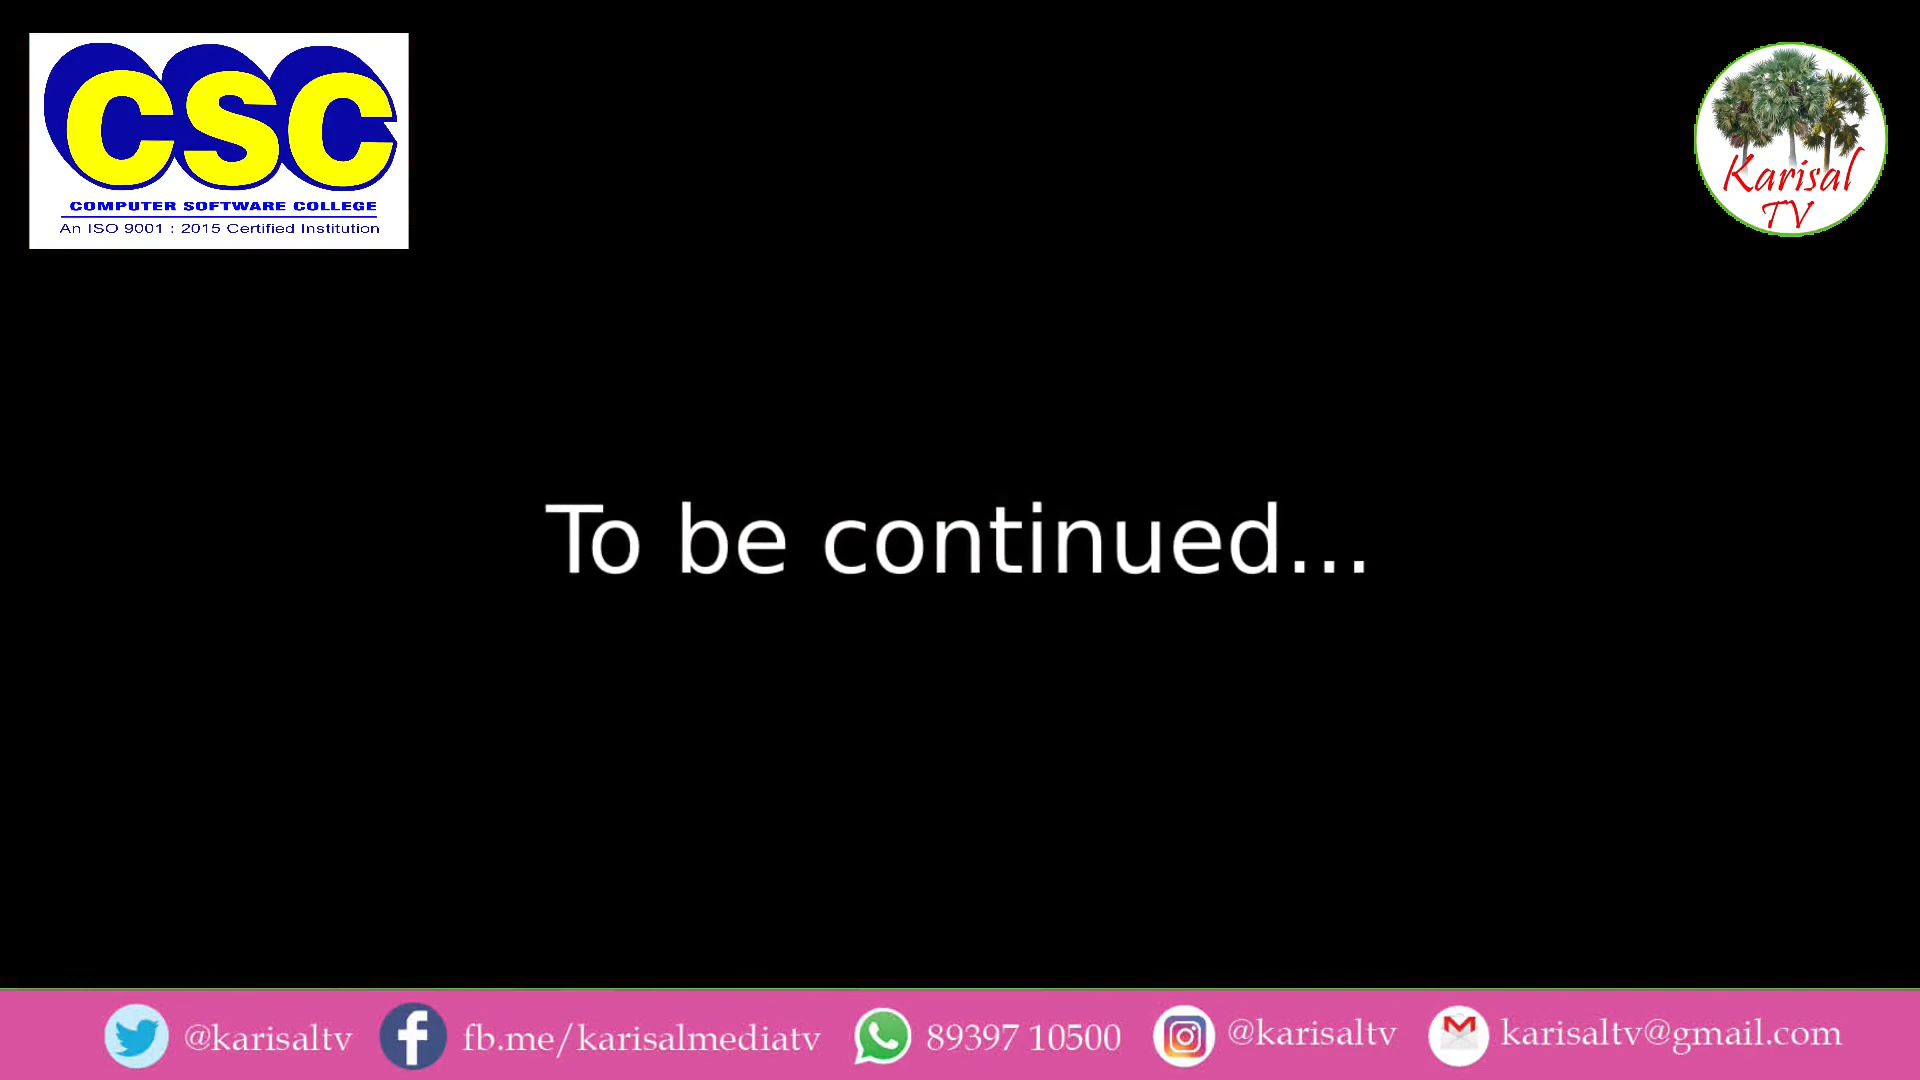 CSC
COMPUTER SOFTWARE COLLEGE
An ISO 9001 : 2015 Certified Institution
Karisal
TV
To be continued...
@karisaltv fb.me/karisalmediatv 89397 10500 @karisaltv karisaltv@gmail.com